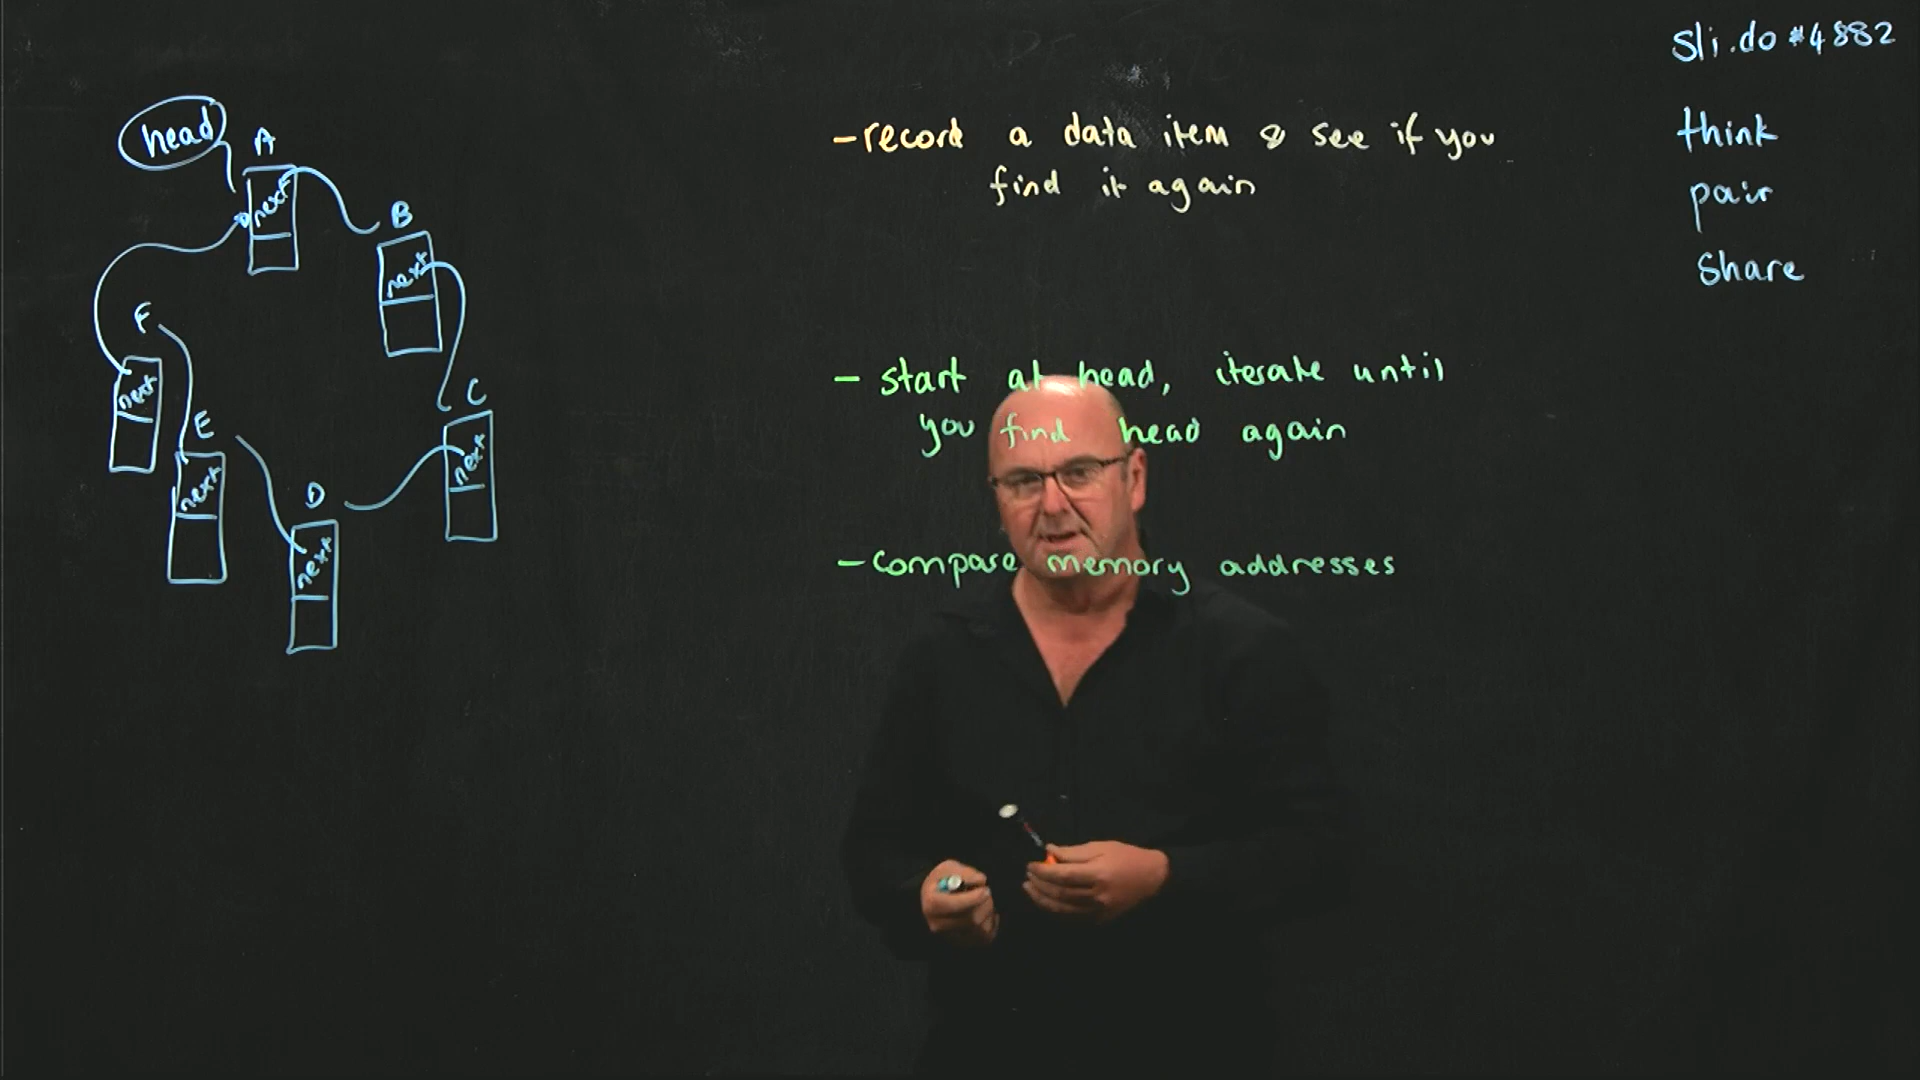 head
A
next
B
next
C
next
D
next
E
next
F
next
- record a data item & see if you
find it again
- start at head, iterate until
you find head again
- compare memory addresses
sli.do #4882
think
pair
share